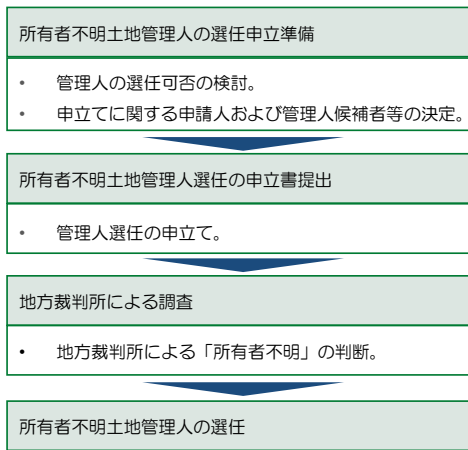 所有者不明土地管理人の選任申立準備
• 管理人の選任可否の検討。
• 申立てに関する申請人および管理人候補者等の決定。
所有者不明土地管理人選任の申立書提出
• 管理人選任の申立て。
地方裁判所による調査
• 地方裁判所による「所有者不明」の判断。
所有者不明土地管理人の選任